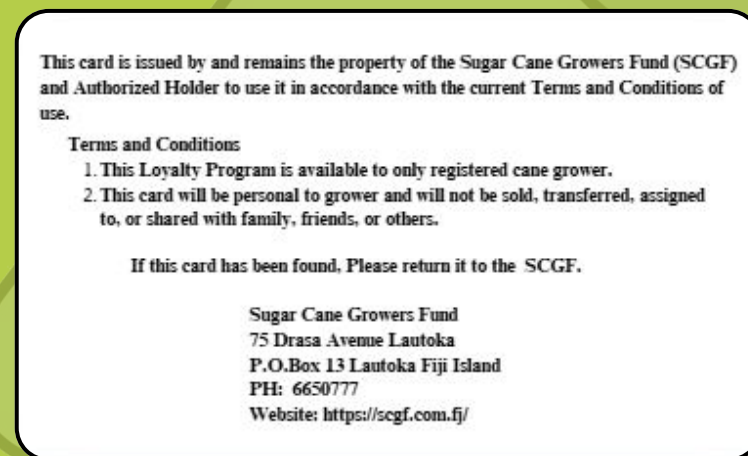 This card is issued by and remains the property of the Sugar Cane Growers Fund (SCGF)
and Authorized Holder to use it in accordance with the current Terms and Conditions of
use.
Terms and Conditions
1. This Loyalty Program is available to only registered cane grower.
2. This card will be personal to grower and will not be sold, transferred, assigned
to, or shared with family, friends, or others.
If this card has been found, Please return it to the SCGF.
Sugar Cane Growers Fund
75 Drasa Avenue Lautoka
P.O.Box 13 Lautoka Fiji Island
PH: 6650777
Website: https://scgf.com.fj/